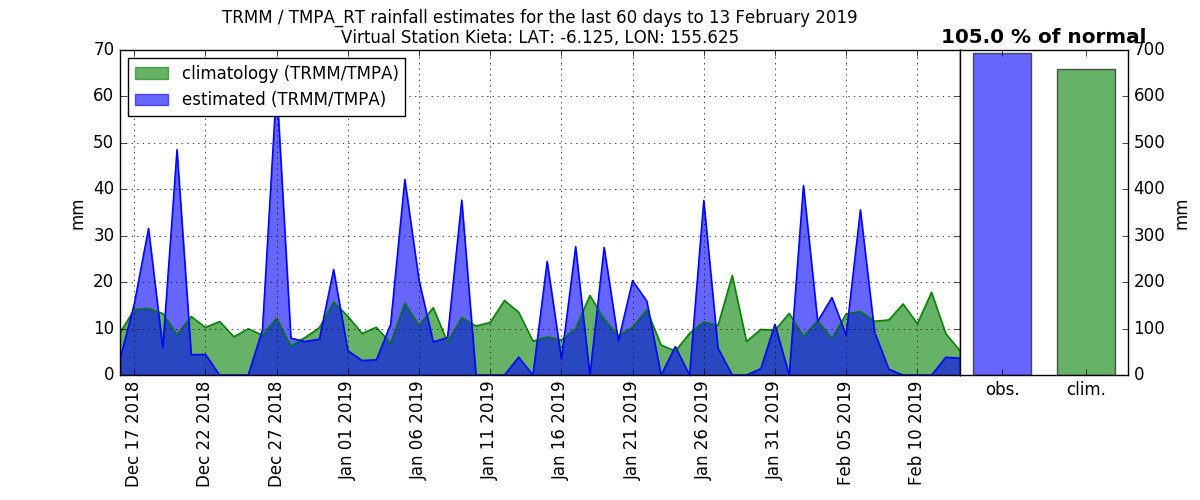 TRMM / TMPA_RT rainfall estimates for the last 60 days to 13 February 2019
Virtual Station Kieta: LAT: -6.125, LON: 155.625
105.0 % of normal
climatology (TRMM/TMPA)
estimated (TRMM/TMPA)
70
60
50
40
30
20
10
0
mm
Dec 17 2018
Dec 22 2018
Dec 27 2018
Jan 01 2019
Jan 06 2019
Jan 11 2019
Jan 16 2019
Jan 21 2019
Jan 26 2019
Jan 31 2019
Feb 05 2019
Feb 10 2019
obs.
clim.
700
600
500
400
300
200
100
0
mm